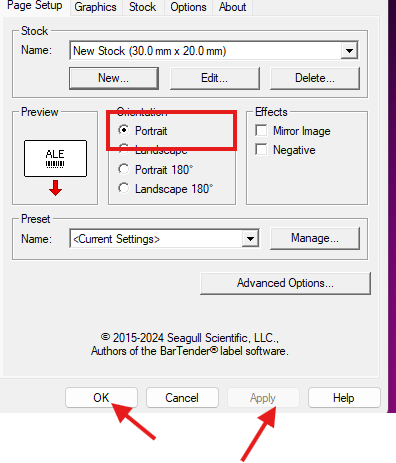 Page Setup Graphics Stock Options About
Stock
Name: New Stock (30.0 mm x 20.0 mm)
New... Edit... Delete...
Preview Orientation Effects
ALE
Portrait
Landscape
Portrait 180°
Landscape 180°
Mirror Image
Negative
Preset
Name: <Current Settings> Manage...
Advanced Options...
© 2015-2024 Seagull Scientific, LLC.,
Authors of the BarTender® label software.
OK Cancel Apply Help